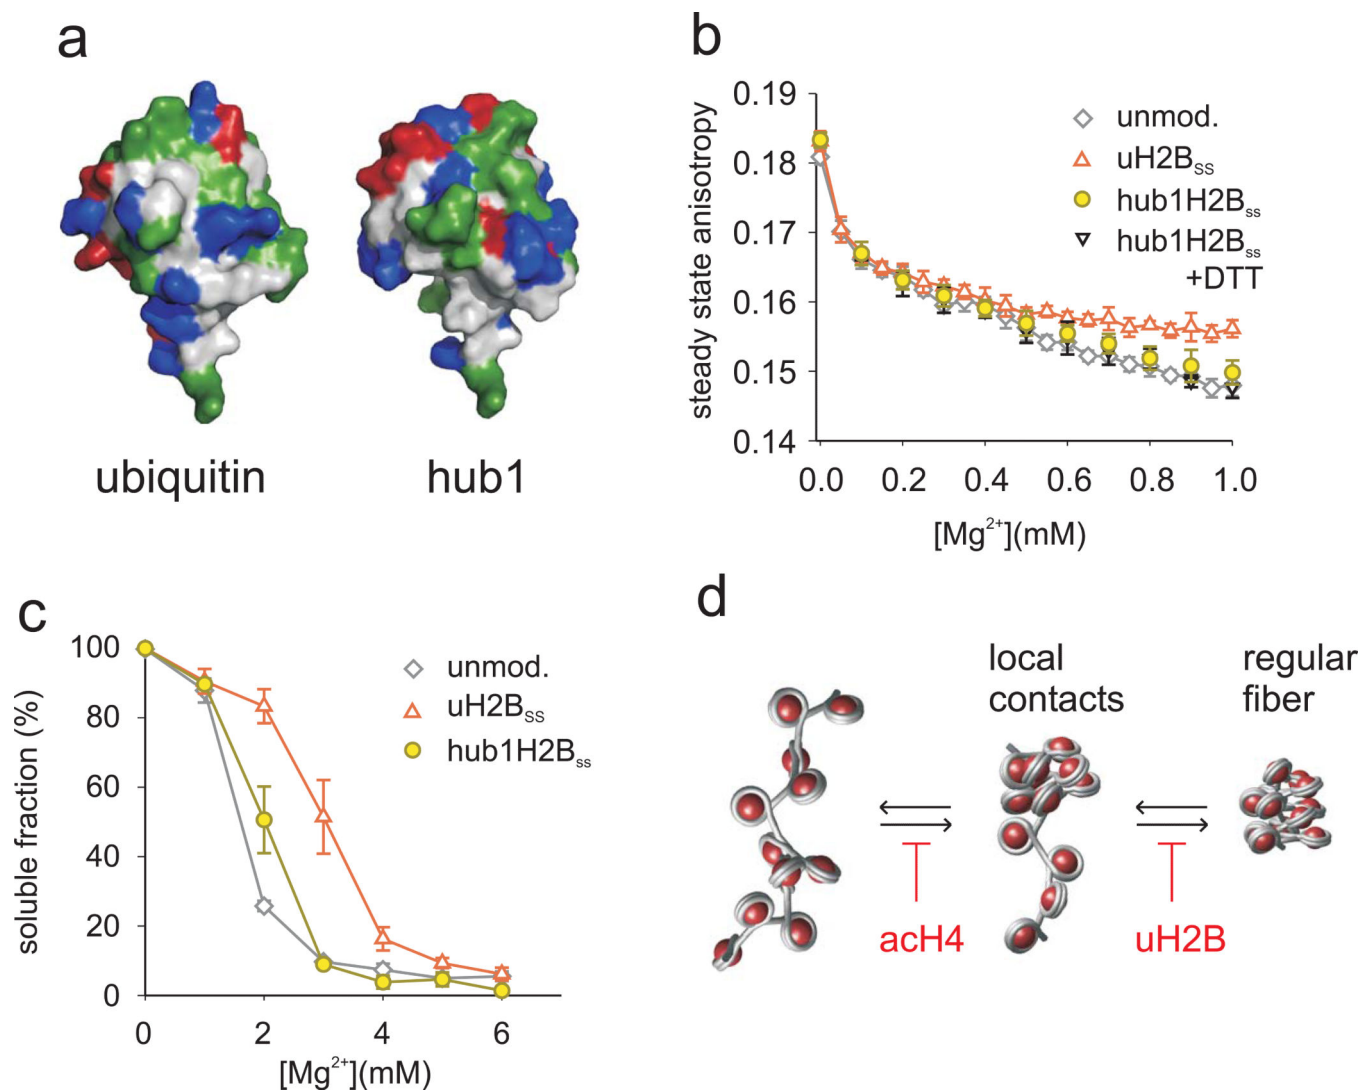 a
ubiquitin
hub1
b
0.19
0.18
0.17
0.16
0.15
0.14
steady state anisotropy
0.0 0.2 0.4 0.6 0.8 1.0
[Mg²⁺](mM)
unmod.
uH2Bss
hub1H2Bss
hub1H2Bss
+DTT
c
100
80
60
40
20
0
soluble fraction (%)
0 2 4 6
[Mg²⁺](mM)
unmod.
uH2BSS
hub1H2Bss
d
local
contacts
regular
fiber
acH4
uH2B